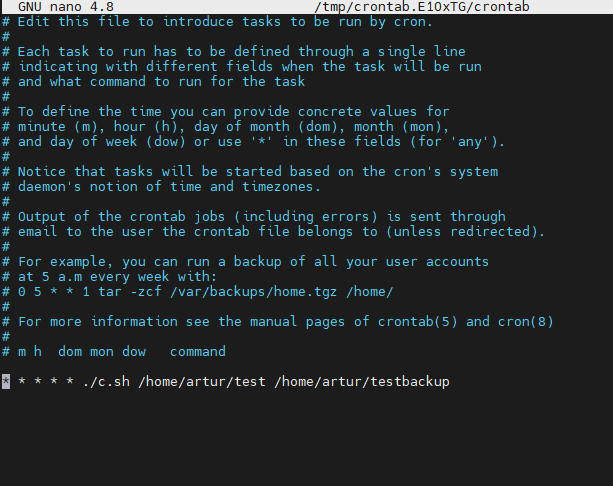 GNU nano 4.8 /tmp/crontab.E1OxTG/crontab
# Edit this file to introduce tasks to be run by cron.
#
# Each task to run has to be defined through a single line
# indicating with different fields when the task will be run
# and what command to run for the task
#
# To define the time you can provide concrete values for
# minute (m), hour (h), day of month (dom), month (mon),
# and day of week (dow) or use '*' in these fields (for 'any').
#
# Notice that tasks will be started based on the cron's system
# daemon's notion of time and timezones.
#
# Output of the crontab jobs (including errors) is sent through
# email to the user the crontab file belongs to (unless redirected).
#
# For example, you can run a backup of all your user accounts
# at 5 a.m every week with:
# 0 5 * * 1 tar -zcf /var/backups/home.tgz /home/
#
# For more information see the manual pages of crontab(5) and cron(8)
#
# m h  dom mon dow   command
* * * * * ./c.sh /home/artur/test /home/artur/testbackup